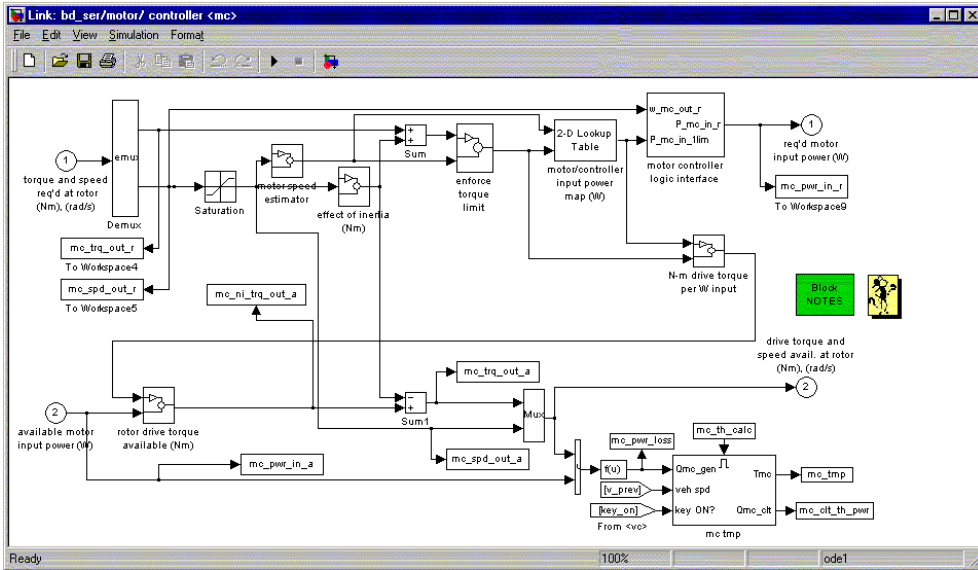 Link: bd_ser/motor/ controller <mc>
File Edit View Simulation Format
1
torque and speed
req'd at rotor
(Nm), (rad/s)
emux
Demux
mc_trq_out_r
To Workspace4
mc_spd_out_r
To Workspace5
Saturation
motor speed
estimator
effect of inertia
(Nm)
+
+
Sum
enforce
torque
limit
2-D Lookup
Table
motor/controller
input power
map (W)
w_mc_out_r
P_mc_in_r
P_mc_in_1lim
motor controller
logic interface
1
req'd motor
input power (W)
mc_pwr_in_r
To Workspace9
N-m drive torque
per W input
Block
NOTES
mc_ni_trq_out_a
drive torque and
speed avail. at rotor
(Nm), (rad/s)
2
2
available motor
input power (W)
rotor drive torque
available (Nm)
−
+
Sum1
mc_trq_out_a
Mux
mc_spd_out_a
mc_pwr_in_a
mc_pwr_loss
f(u)
[v_prev]
[key_on]
From <vc>
mc_th_calc
Qmc_gen
Tmc
veh spd
key ON?
Qmc_clt
mc tmp
mc_tmp
mc_clt_th_pwr
Ready
100%
ode1